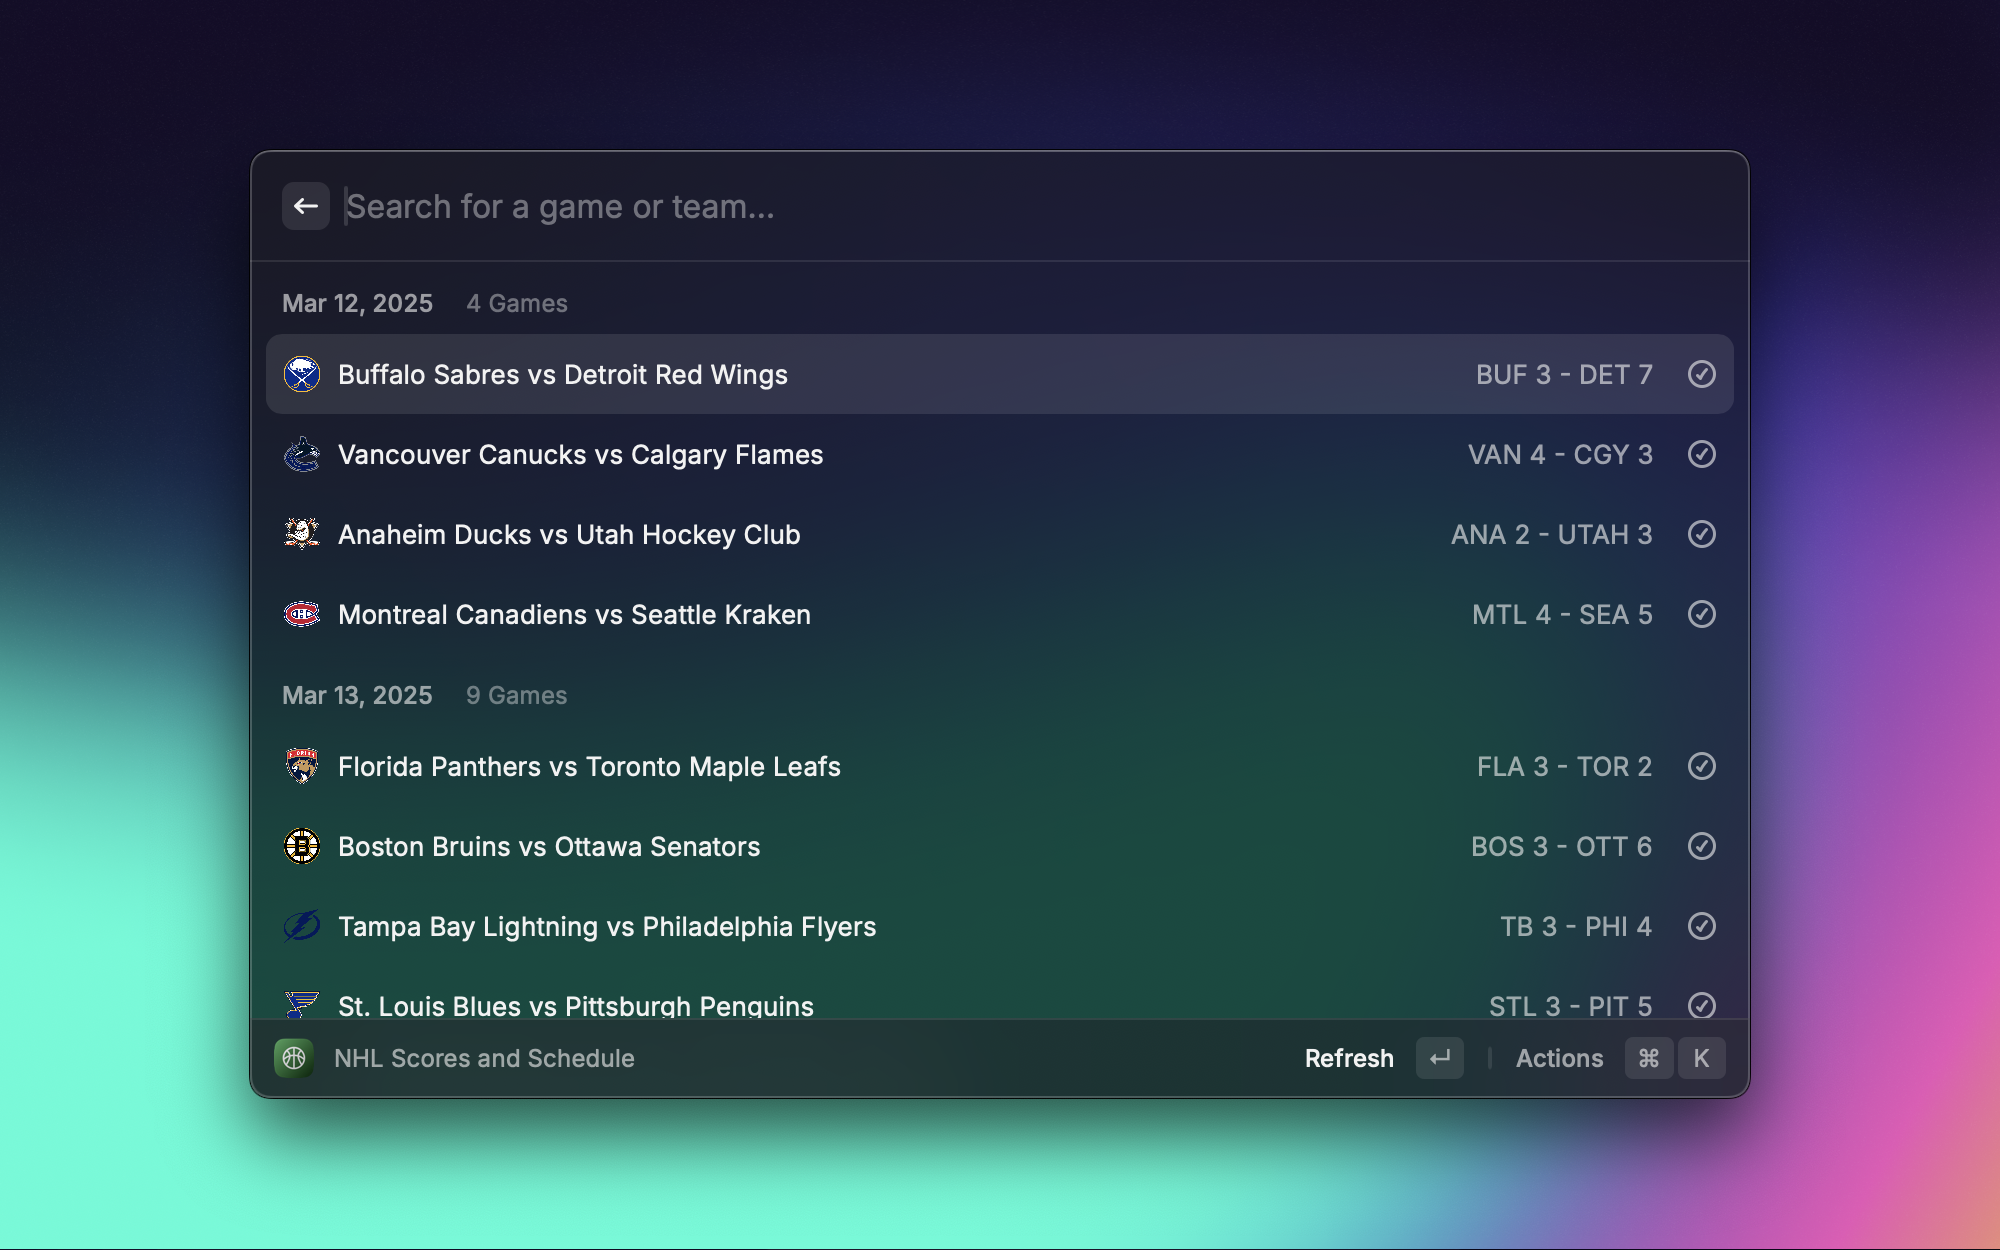 Search for a game or team...
Mar 12, 2025 4 Games
Buffalo Sabres vs Detroit Red Wings BUF 3 - DET 7
Vancouver Canucks vs Calgary Flames VAN 4 - CGY 3
Anaheim Ducks vs Utah Hockey Club ANA 2 - UTAH 3
Montreal Canadiens vs Seattle Kraken MTL 4 - SEA 5
Mar 13, 2025 9 Games
Florida Panthers vs Toronto Maple Leafs FLA 3 - TOR 2
Boston Bruins vs Ottawa Senators BOS 3 - OTT 6
Tampa Bay Lightning vs Philadelphia Flyers TB 3 - PHI 4
St. Louis Blues vs Pittsburgh Penguins STL 3 - PIT 5
NHL Scores and Schedule Refresh ↵ Actions ⌘ K